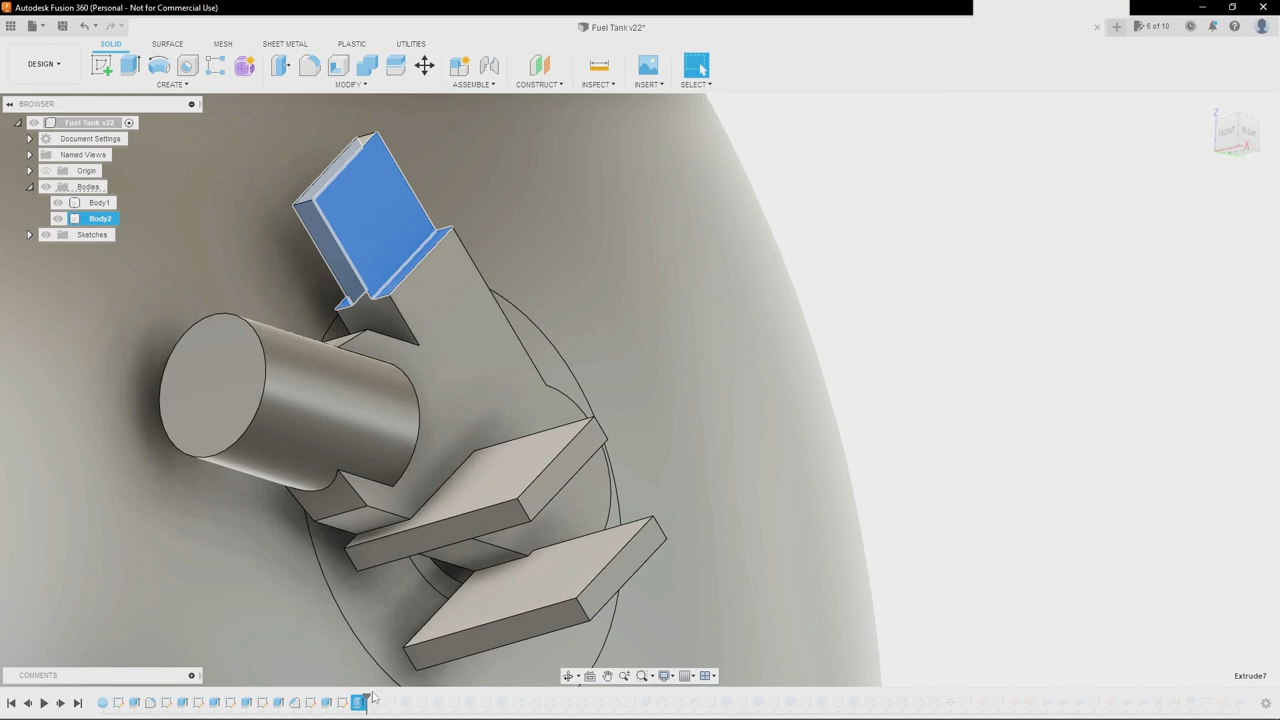 Autodesk Fusion 360 (Personal - Not for Commercial Use)
Fuel Tank v22*
6 of 10
DESIGN
SOLID
SURFACE
MESH
SHEET METAL
PLASTIC
UTILITIES
CREATE
MODIFY
ASSEMBLE
CONSTRUCT
INSPECT
INSERT
SELECT
BROWSER
Fuel Tank v22
Document Settings
Named Views
Origin
Bodies
Body1
Body2
Sketches
Z
FRONT
RIGHT
X
COMMENTS
Extrude7